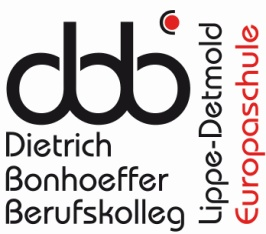 dbb
Dietrich
Bonhoeffer
Berufskolleg
Lippe-Detmold
Europaschule